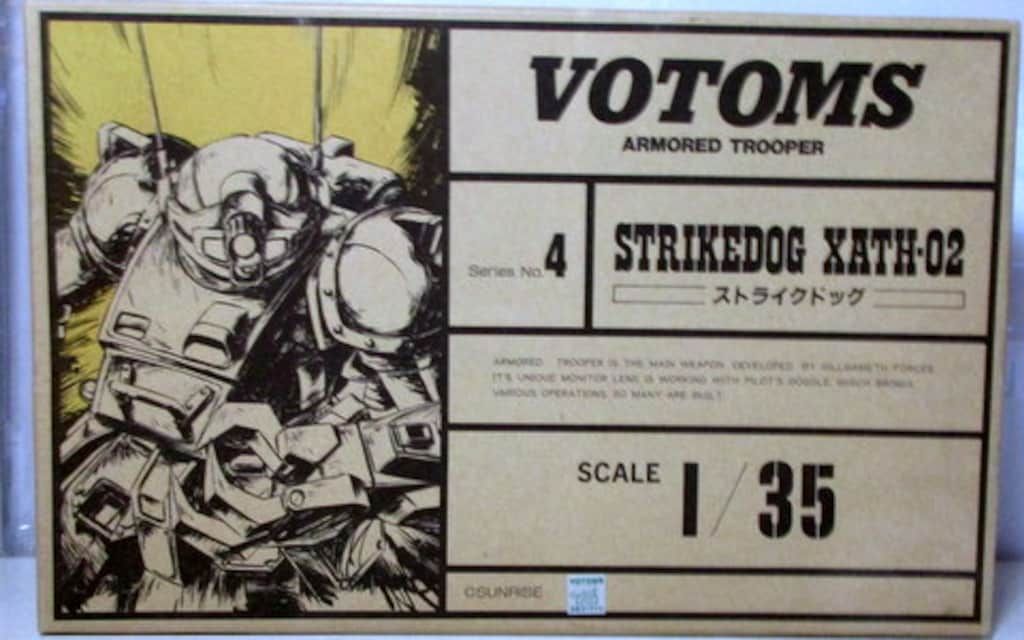 VOTOMS
ARMORED TROOPER
Series No. 4
STRIKEDOG XATH-02
ストライクドッグ
ARMORED TROOPER IS THE MAIN WEAPON DEVELOPED BY GILLGAMETH FORCES
IT'S UNIQUE MONITOR LENS IS WORKING WITH PILOT'S GOGGLE, WHICH BRINGS
VARIOUS OPERATIONS. SO MANY ARE BUILT.
SCALE 1/35
©SUNRISE
VOTOMS